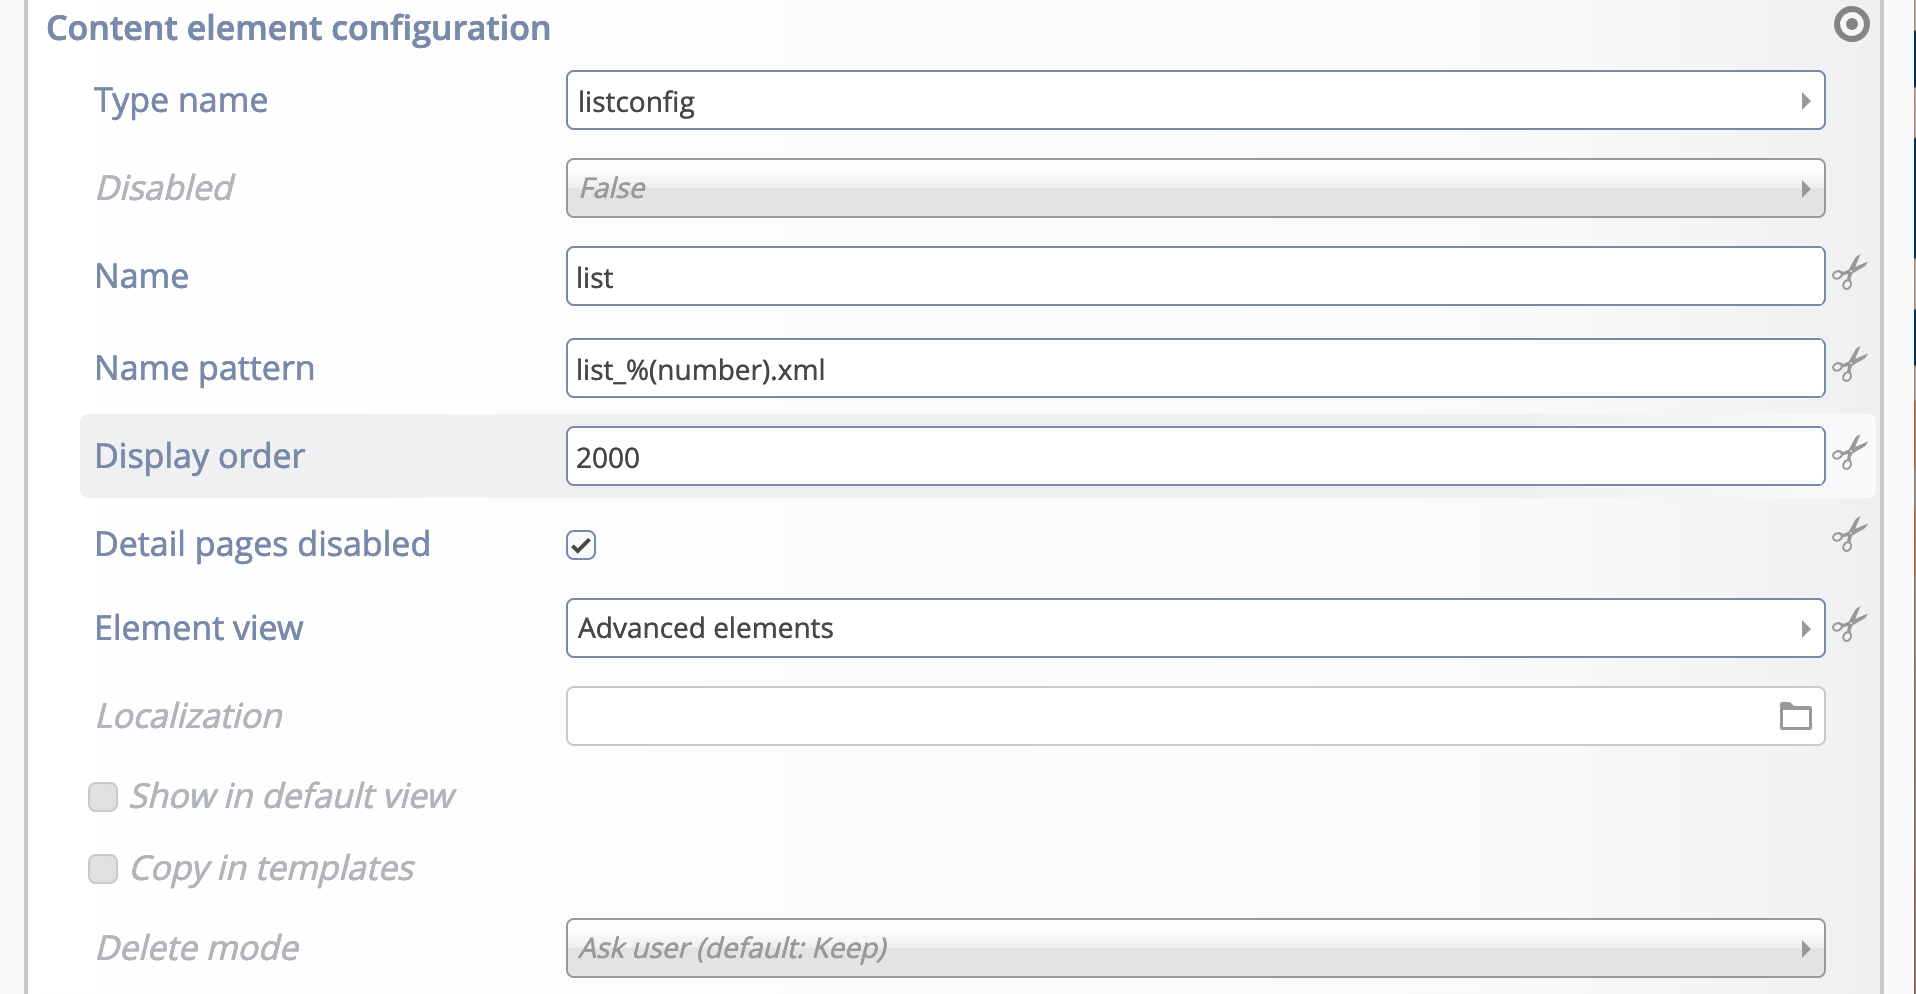 Content element configuration
Type name listconfig
Disabled False
Name list
Name pattern list_%(number).xml
Display order 2000
Detail pages disabled
Element view Advanced elements
Localization
Show in default view
Copy in templates
Delete mode Ask user (default: Keep)